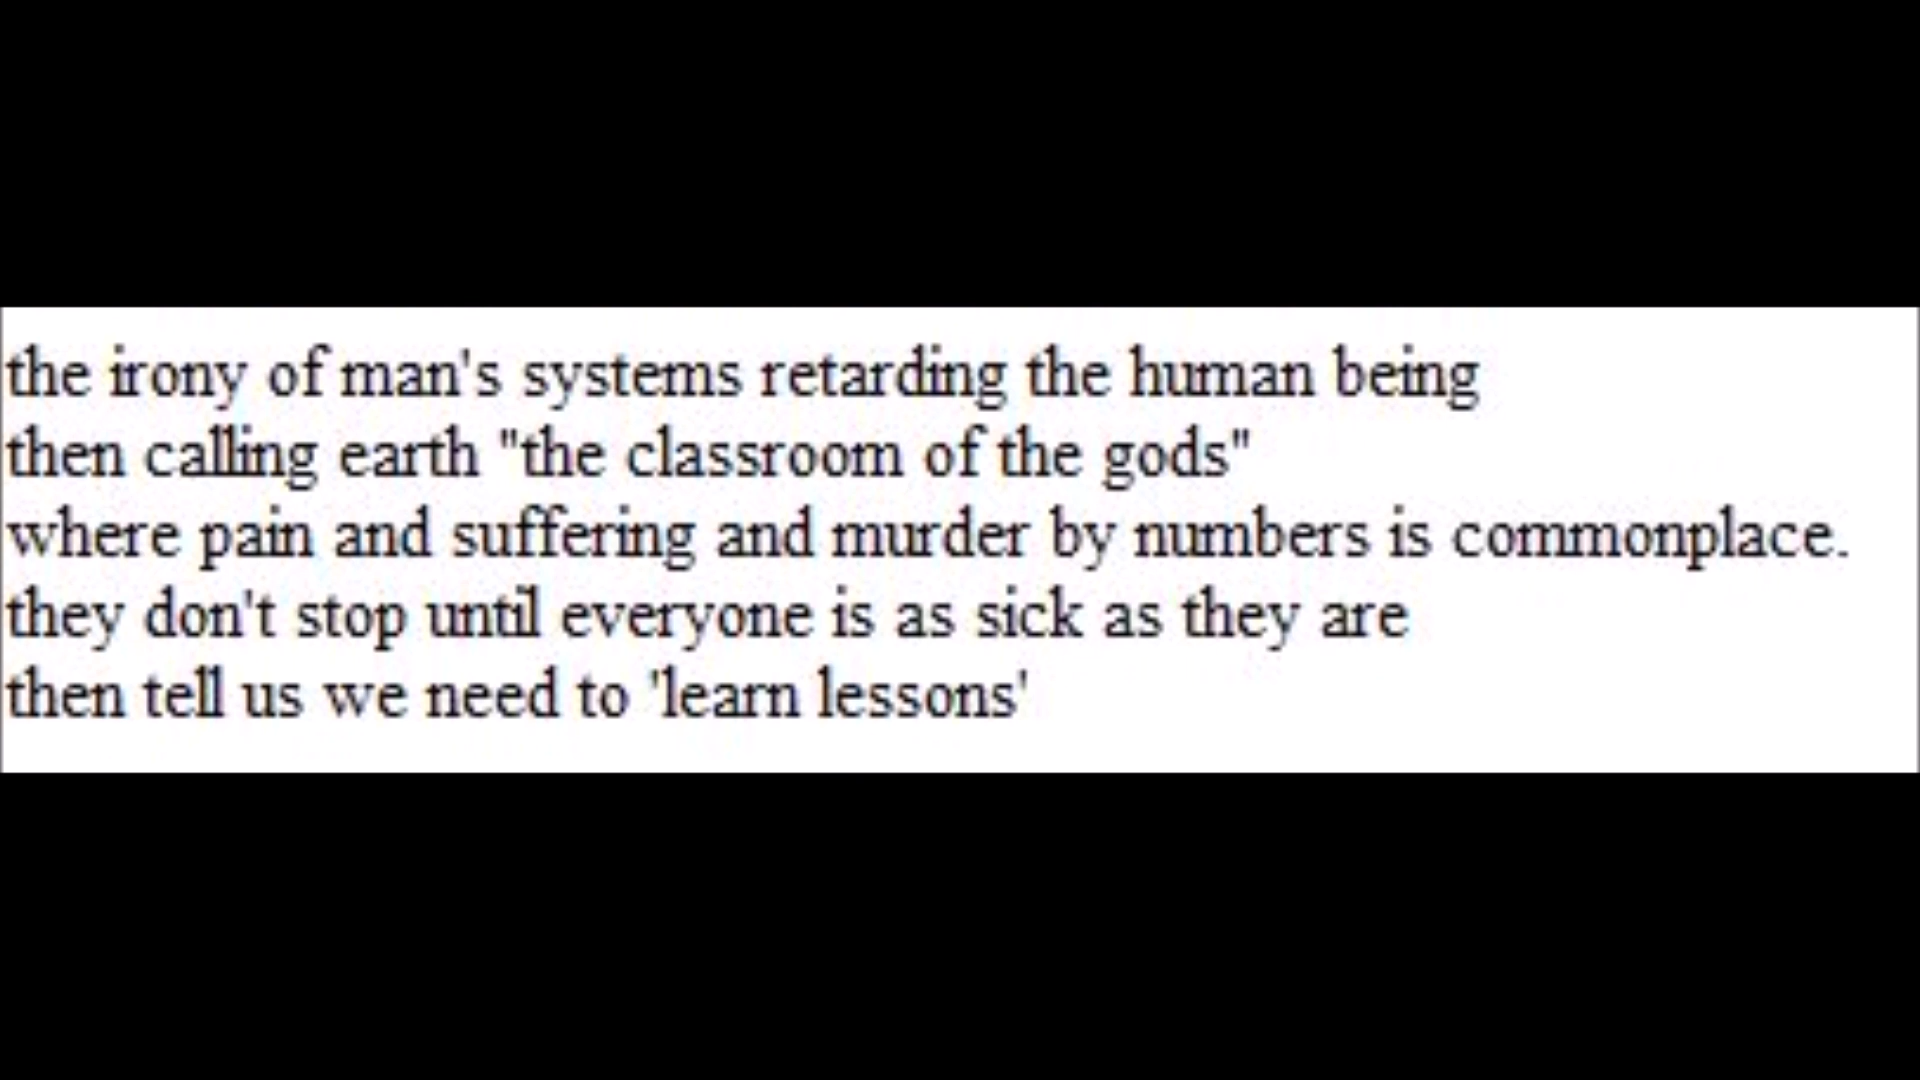 the irony of man's systems retarding the human being
then calling earth "the classroom of the gods"
where pain and suffering and murder by numbers is commonplace.
they don't stop until everyone is as sick as they are
then tell us we need to 'learn lessons'